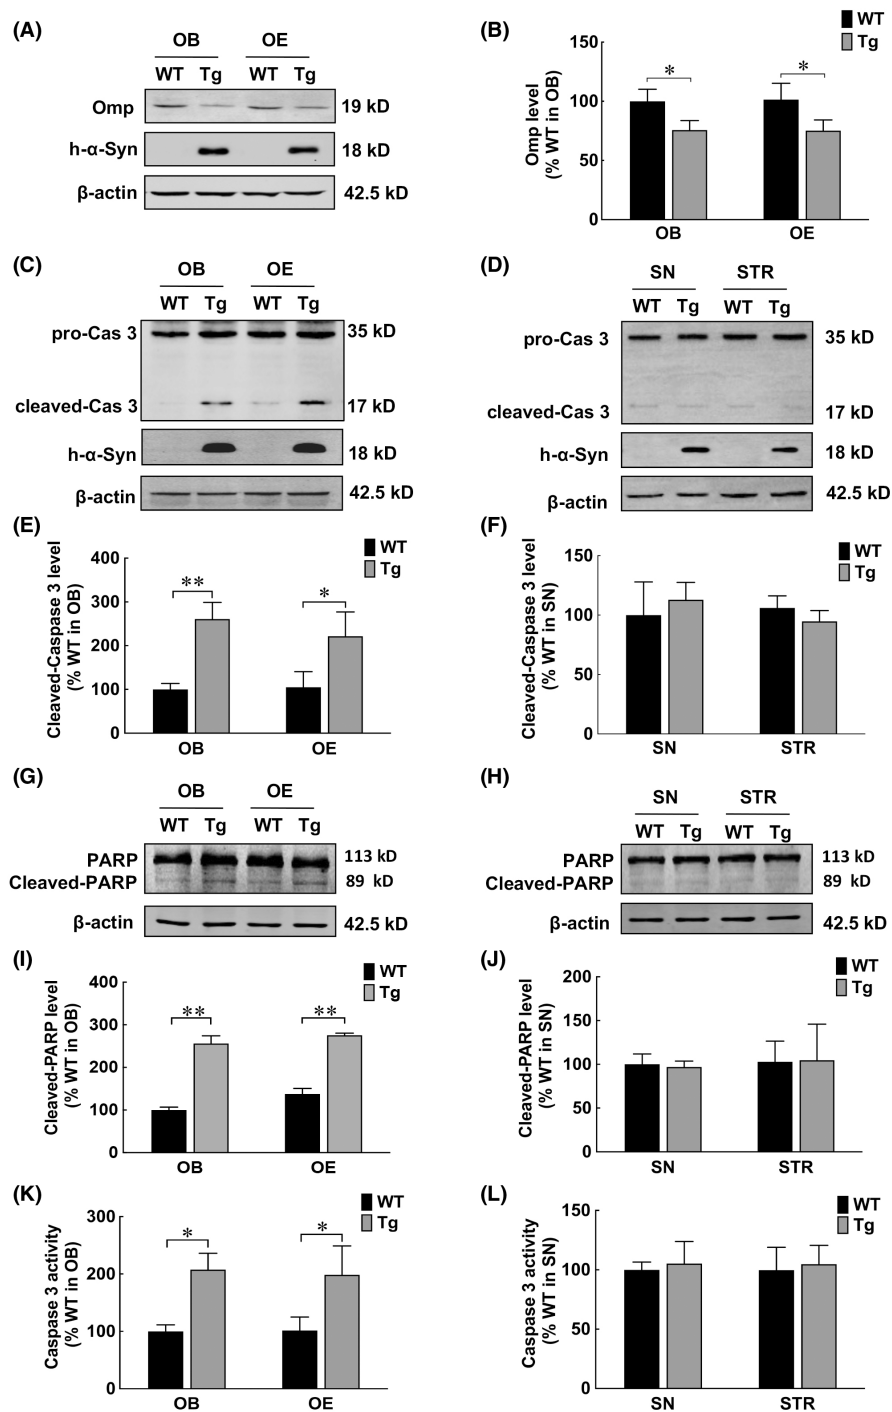 (A)
OB OE
WT Tg WT Tg
Omp 19 kD
h-α-Syn 18 kD
β-actin 42.5 kD
(B)
WT
Tg
Omp level
(% WT in OB)
150
100
50
0
* *
OB OE
(C)
OB OE
WT Tg WT Tg
pro-Cas 3 35 kD
cleaved-Cas 3 17 kD
h-α-Syn 18 kD
β-actin 42.5 kD
(D)
SN STR
WT Tg WT Tg
pro-Cas 3 35 kD
cleaved-Cas 3 17 kD
h-α-Syn 18 kD
β-actin 42.5 kD
(E)
WT
Tg
Cleaved-Caspase 3 level
(% WT in OB)
400
300
200
100
0
** *
OB OE
(F)
WT
Tg
Cleaved-Caspase 3 level
(% WT in SN)
150
100
50
0
SN STR
(G)
OB OE
WT Tg WT Tg
PARP 113 kD
Cleaved-PARP 89 kD
β-actin 42.5 kD
(H)
SN STR
WT Tg WT Tg
PARP 113 kD
Cleaved-PARP 89 kD
β-actin 42.5 kD
(I)
WT
Tg
Cleaved-PARP level
(% WT in OB)
400
300
200
100
0
** **
OB OE
(J)
WT
Tg
Cleaved-PARP level
(% WT in SN)
200
150
100
50
0
SN STR
(K)
WT
Tg
Caspase 3 activity
(% WT in OB)
300
200
100
0
* *
OB OE
(L)
WT
Tg
Caspase 3 activity
(% WT in SN)
150
100
50
0
SN STR